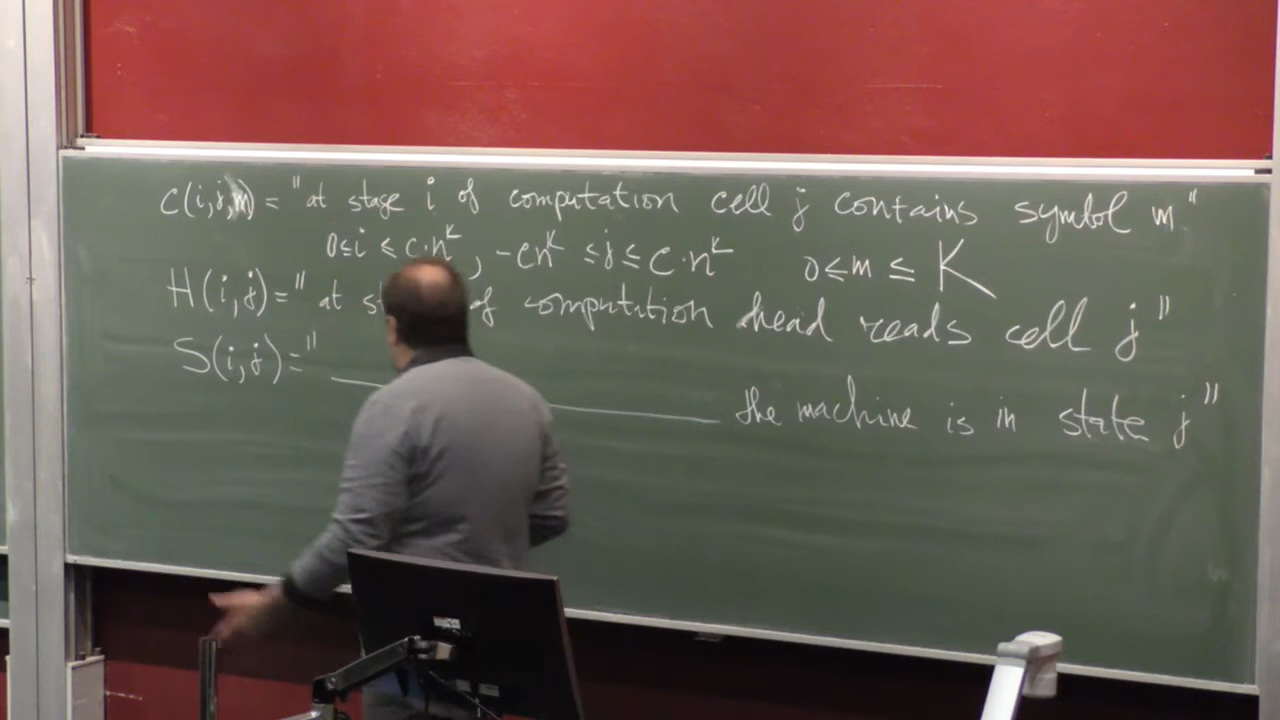 C(i,j,m) = "at stage i of computation cell j contains symbol m"
0≤i ≤ c·n^k, -cn^k ≤j≤ c·n^k 0≤m ≤ K
H(i,j)=" at of computation head reads cell j"
S(i,j)=" ——— the machine is in state j"